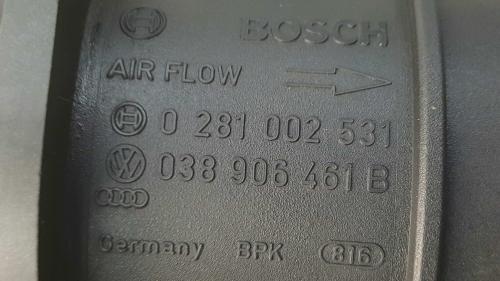 BOSCH
AIR FLOW
0 281 002 531
038 906 461 B
Germany BPK 816